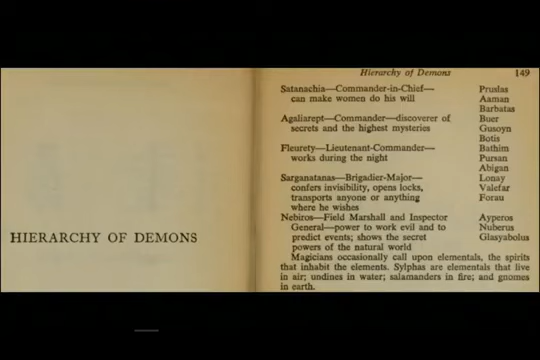 HIERARCHY OF DEMONS
Hierarchy of Demons 149
Satanachia—Commander-in-Chief— Pruslas
can make women do his will Aaman
Barbatas
Agaliarept—Commander—discoverer of Buer
secrets and the highest mysteries Gusoyn
Botis
Fleurety—Lieutenant-Commander— Bathim
works during the night Pursan
Abigan
Sarganatanas—Brigadier-Major— Lonay
confers invisibility, opens locks, Valefar
transports anyone or anything Forau
where he wishes
Nebiros—Field Marshall and Inspector Ayperos
General—power to work evil and to Nuberus
predict events; shows the secret Glasyabolus
powers of the natural world
Magicians occasionally call upon elementals, the spirits
that inhabit the elements. Sylphas are elementals that live
in air; undines in water; salamanders in fire; and gnomes
in earth.